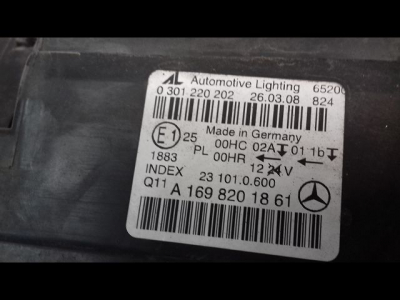 AL Automotive Lighting 6520
0 301 220 202 26.03.08 824
Made in Germany
E1 25 00HC 02A 01 1b
1883 PL 00HR
12 V
INDEX 23 101.0.600
Q11 A 169 820 18 61